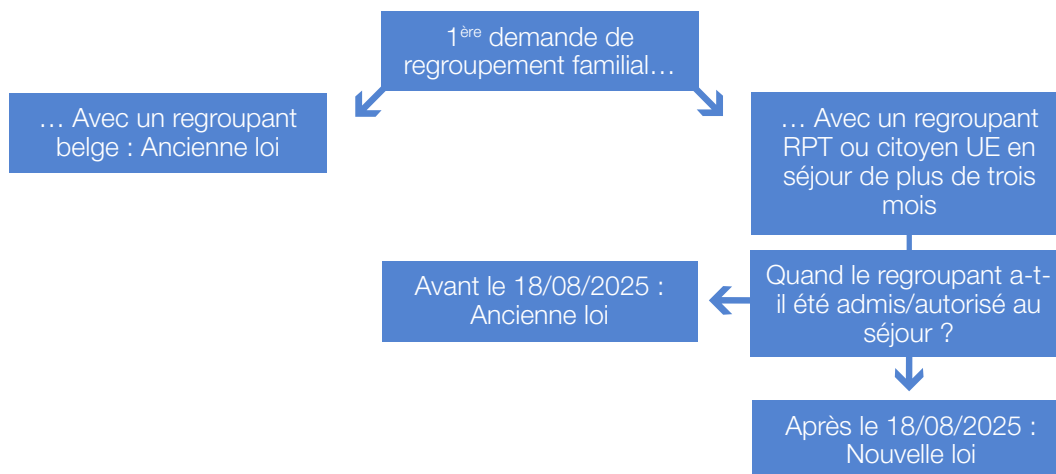 1ère demande de
regroupement familial…
… Avec un regroupant
belge : Ancienne loi
… Avec un regroupant
RPT ou citoyen UE en
séjour de plus de trois
mois
Avant le 18/08/2025 :
Ancienne loi
Quand le regroupant a-t-
il été admis/autorisé au
séjour ?
Après le 18/08/2025 :
Nouvelle loi